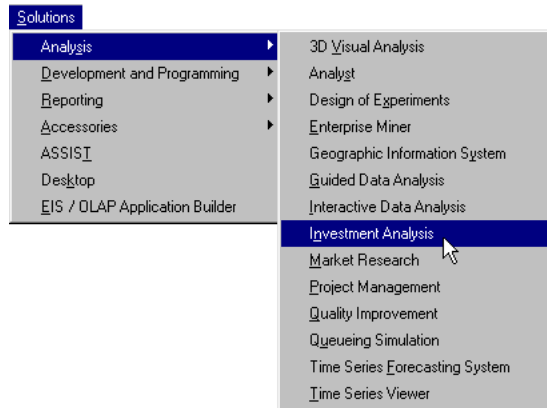 Solutions
Analysis
Development and Programming
Reporting
Accessories
ASSIST
Desktop
EIS / OLAP Application Builder
3D Visual Analysis
Analyst
Design of Experiments
Enterprise Miner
Geographic Information System
Guided Data Analysis
Interactive Data Analysis
Investment Analysis
Market Research
Project Management
Quality Improvement
Queueing Simulation
Time Series Forecasting System
Time Series Viewer